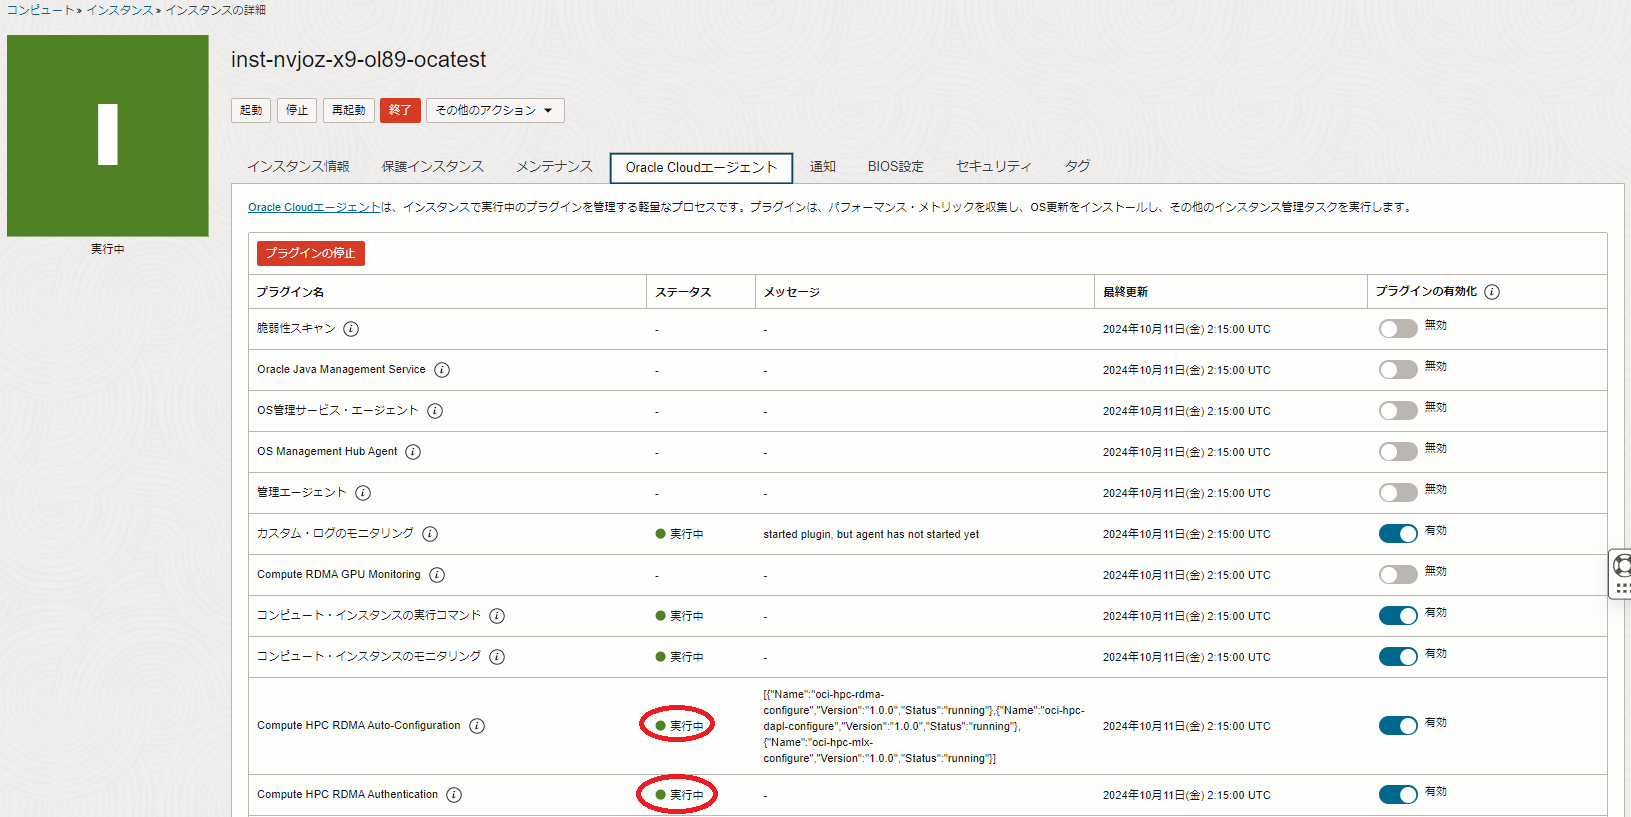 コンピュート » インスタンス » インスタンスの詳細
inst-nvjoz-x9-ol89-ocatest
起動 停止 再起動 終了 その他のアクション
実行中
インスタンス情報 保護インスタンス メンテナンス Oracle Cloudエージェント 通知 BIOS設定 セキュリティ タグ
Oracle Cloudエージェントは、インスタンスで実行中のプラグインを管理する軽量なプロセスです。プラグインは、パフォーマンス・メトリックを収集し、OS更新をインストールし、その他のインスタンス管理タスクを実行します。
プラグインの停止
プラグイン名 ステータス メッセージ 最終更新 プラグインの有効化 i
脆弱性スキャン i - - 2024年10月11日(金) 2:15:00 UTC 無効
Oracle Java Management Service i - - 2024年10月11日(金) 2:15:00 UTC 無効
OS管理サービス・エージェント i - - 2024年10月11日(金) 2:15:00 UTC 無効
OS Management Hub Agent i - - 2024年10月11日(金) 2:15:00 UTC 無効
管理エージェント i - - 2024年10月11日(金) 2:15:00 UTC 無効
カスタム・ログのモニタリング i 実行中 started plugin, but agent has not started yet 2024年10月11日(金) 2:15:00 UTC 有効
Compute RDMA GPU Monitoring i - - 2024年10月11日(金) 2:15:00 UTC 無効
コンピュート・インスタンスの実行コマンド i 実行中 - 2024年10月11日(金) 2:15:00 UTC 有効
コンピュート・インスタンスのモニタリング i 実行中 - 2024年10月11日(金) 2:15:00 UTC 有効
Compute HPC RDMA Auto-Configuration i 実行中
[{"Name":"oci-hpc-rdma-
configure","Version":"1.0.0","Status":"running"},{"Name":"oci-hpc-
dapl-configure","Version":"1.0.0","Status":"running"},
{"Name":"oci-hpc-mlx-
configure","Version":"1.0.0","Status":"running"}]
2024年10月11日(金) 2:15:00 UTC 有効
Compute HPC RDMA Authentication i 実行中 - 2024年10月11日(金) 2:15:00 UTC 有効